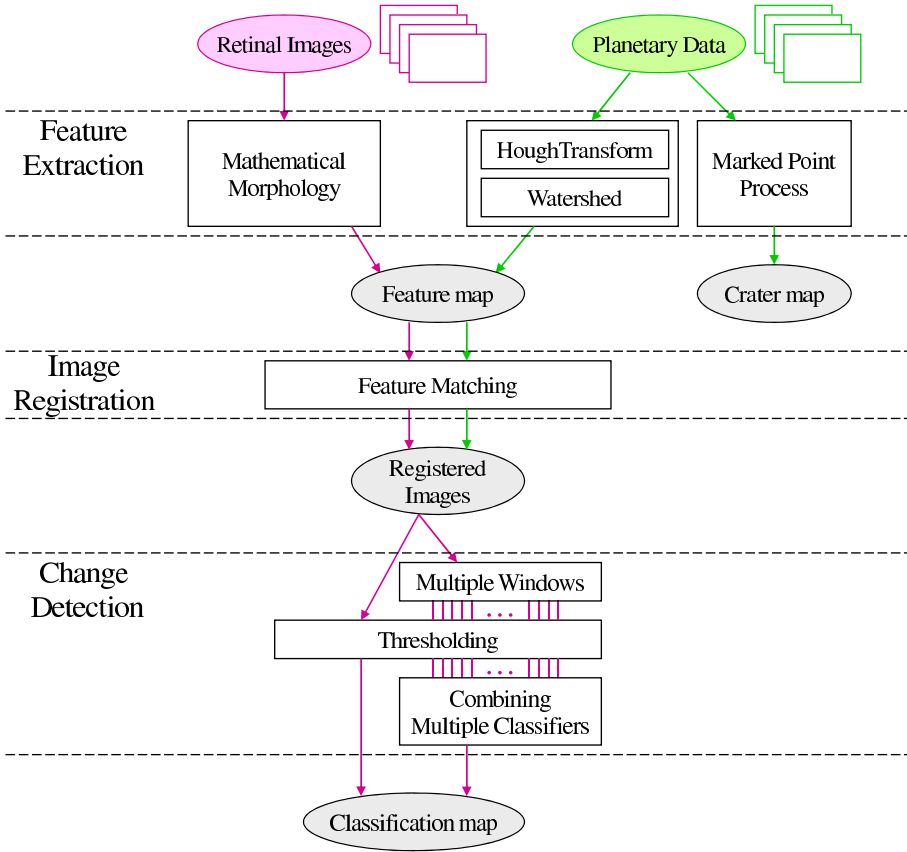 Retinal Images
Planetary Data
Feature
Extraction
Mathematical
Morphology
HoughTransform
Watershed
Marked Point
Process
Feature map
Crater map
Image
Registration
Feature Matching
Registered
Images
Change
Detection
Multiple Windows
...
Thresholding
...
Combining
Multiple Classifiers
Classification map